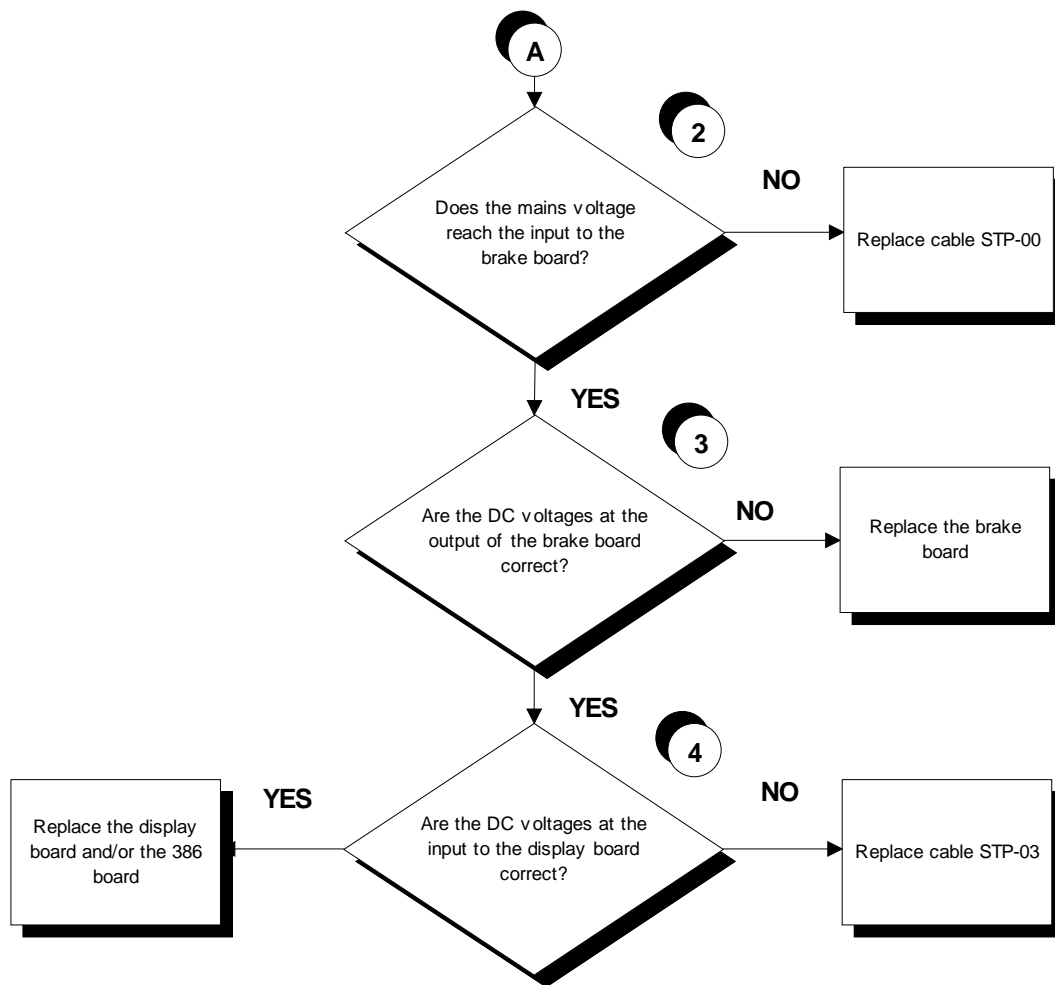 A
2
NO
Does the mains voltage
reach the input to the
brake board?
Replace cable STP-00
YES
3
NO
Are the DC voltages at the
output of the brake board
correct?
Replace the brake
board
YES
4
YES
NO
Replace the display
board and/or the 386
board
Are the DC voltages at the
input to the display board
correct?
Replace cable STP-03